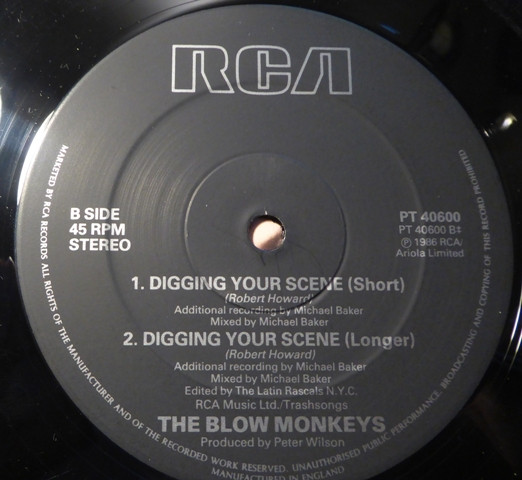 RCA
B SIDE
45 RPM
STEREO
PT 40600
PT 40600 B#
Ⓟ 1986 RCA/
Ariola Limited
1. DIGGING YOUR SCENE (Short)
(Robert Howard)
Additional recording by Michael Baker
Mixed by Michael Baker
2. DIGGING YOUR SCENE (Longer)
(Robert Howard)
Additional recording by Michael Baker
Mixed by Michael Baker
Edited by The Latin Rascals N.Y.C.
RCA Music Ltd./Trashsongs
THE BLOW MONKEYS
Produced by Peter Wilson
MARKETED BY RCA RECORDS. ALL RIGHTS OF THE MANUFACTURER AND OF THE RECORDED WORK RESERVED. UNAUTHORISED PUBLIC PERFORMANCE, BROADCASTING AND COPYING OF THIS RECORD PROHIBITED
MANUFACTURED IN ENGLAND